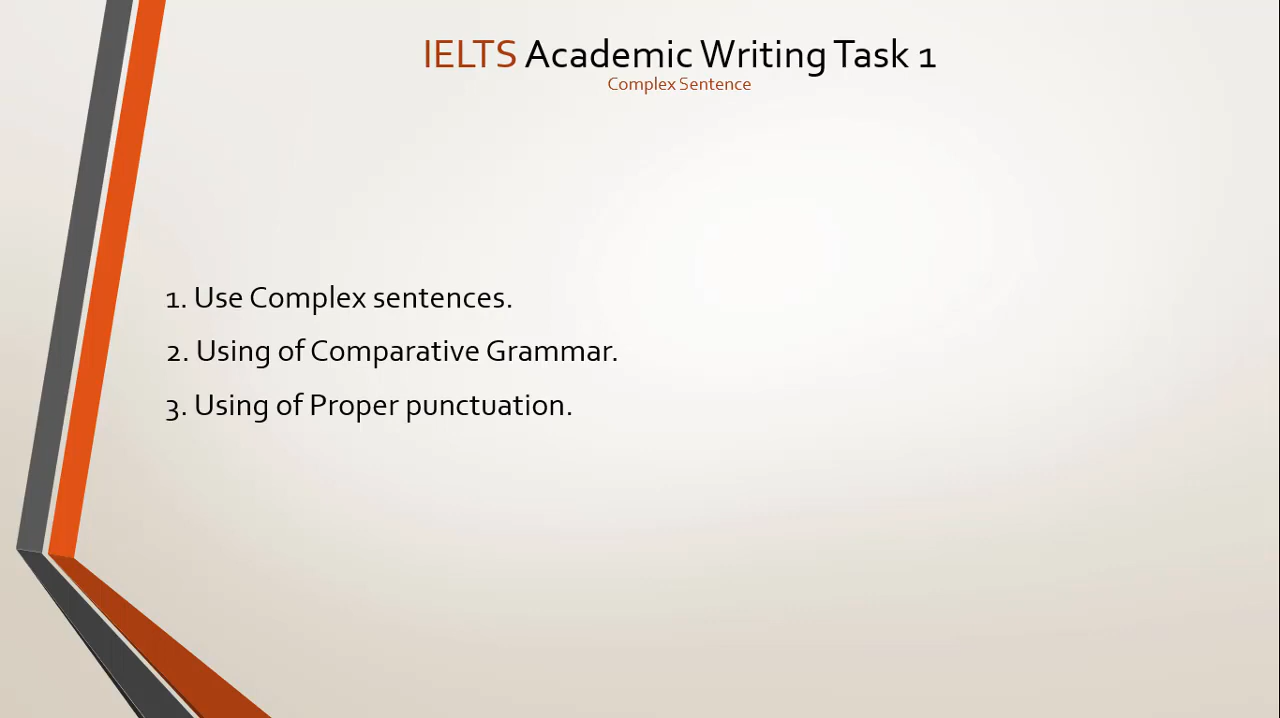 IELTS Academic Writing Task 1
Complex Sentence
1. Use Complex sentences.
2. Using of Comparative Grammar.
3. Using of Proper punctuation.